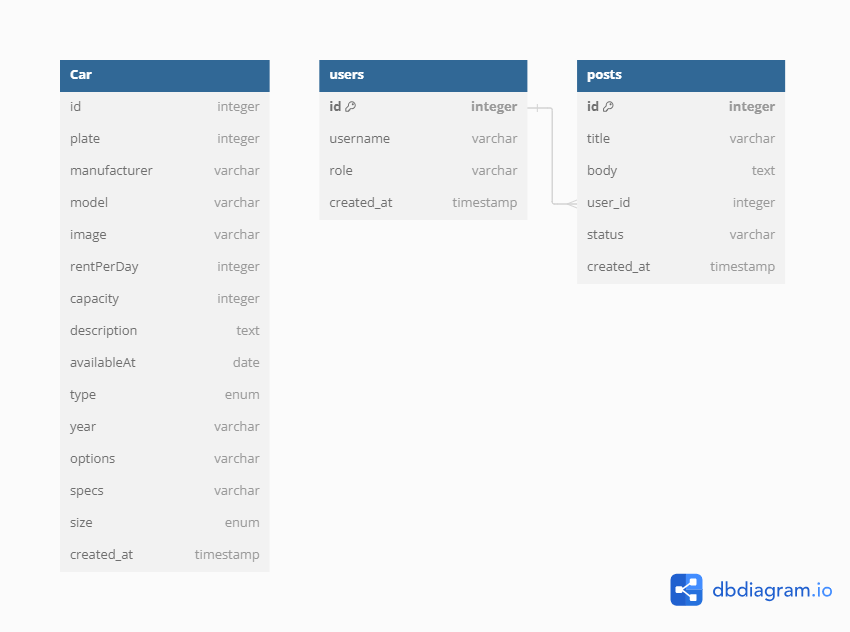 Car
id integer
plate integer
manufacturer varchar
model varchar
image varchar
rentPerDay integer
capacity integer
description text
availableAt date
type enum
year varchar
options varchar
specs varchar
size enum
created_at timestamp
users
id integer
username varchar
role varchar
created_at timestamp
posts
id integer
title varchar
body text
user_id integer
status varchar
created_at timestamp
dbdiagram.io